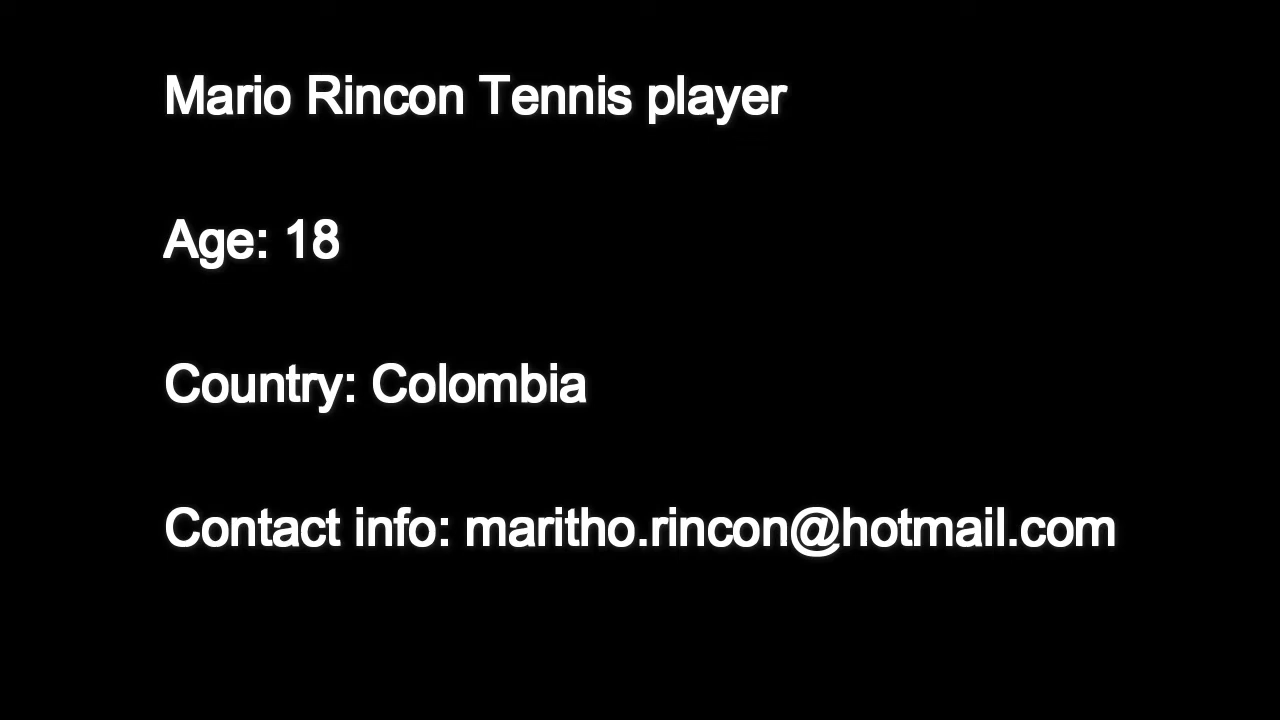 Mario Rincon Tennis player
Age: 18
Country: Colombia
Contact info: maritho.rincon@hotmail.com